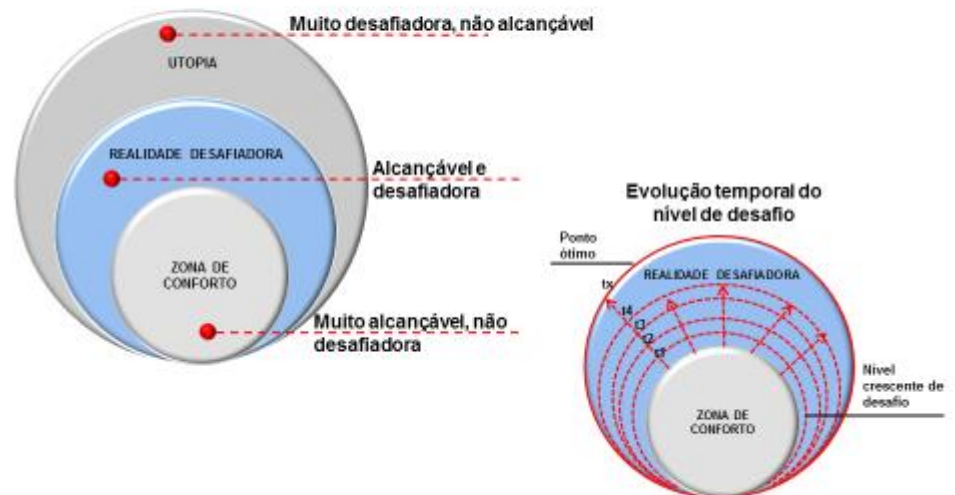 Muito desafiadora, não alcançável
UTOPIA
REALIDADE DESAFIADORA
Alcançável e
desafiadora
ZONA DE
CONFORTO
Muito alcançável, não
desafiadora
Evolução temporal do
nível de desafio
Ponto
ótimo
REALIDADE DESAFIADORA
tx
t4
t3
t2
t1
Nível
crescente de
desafio
ZONA DE
CONFORTO